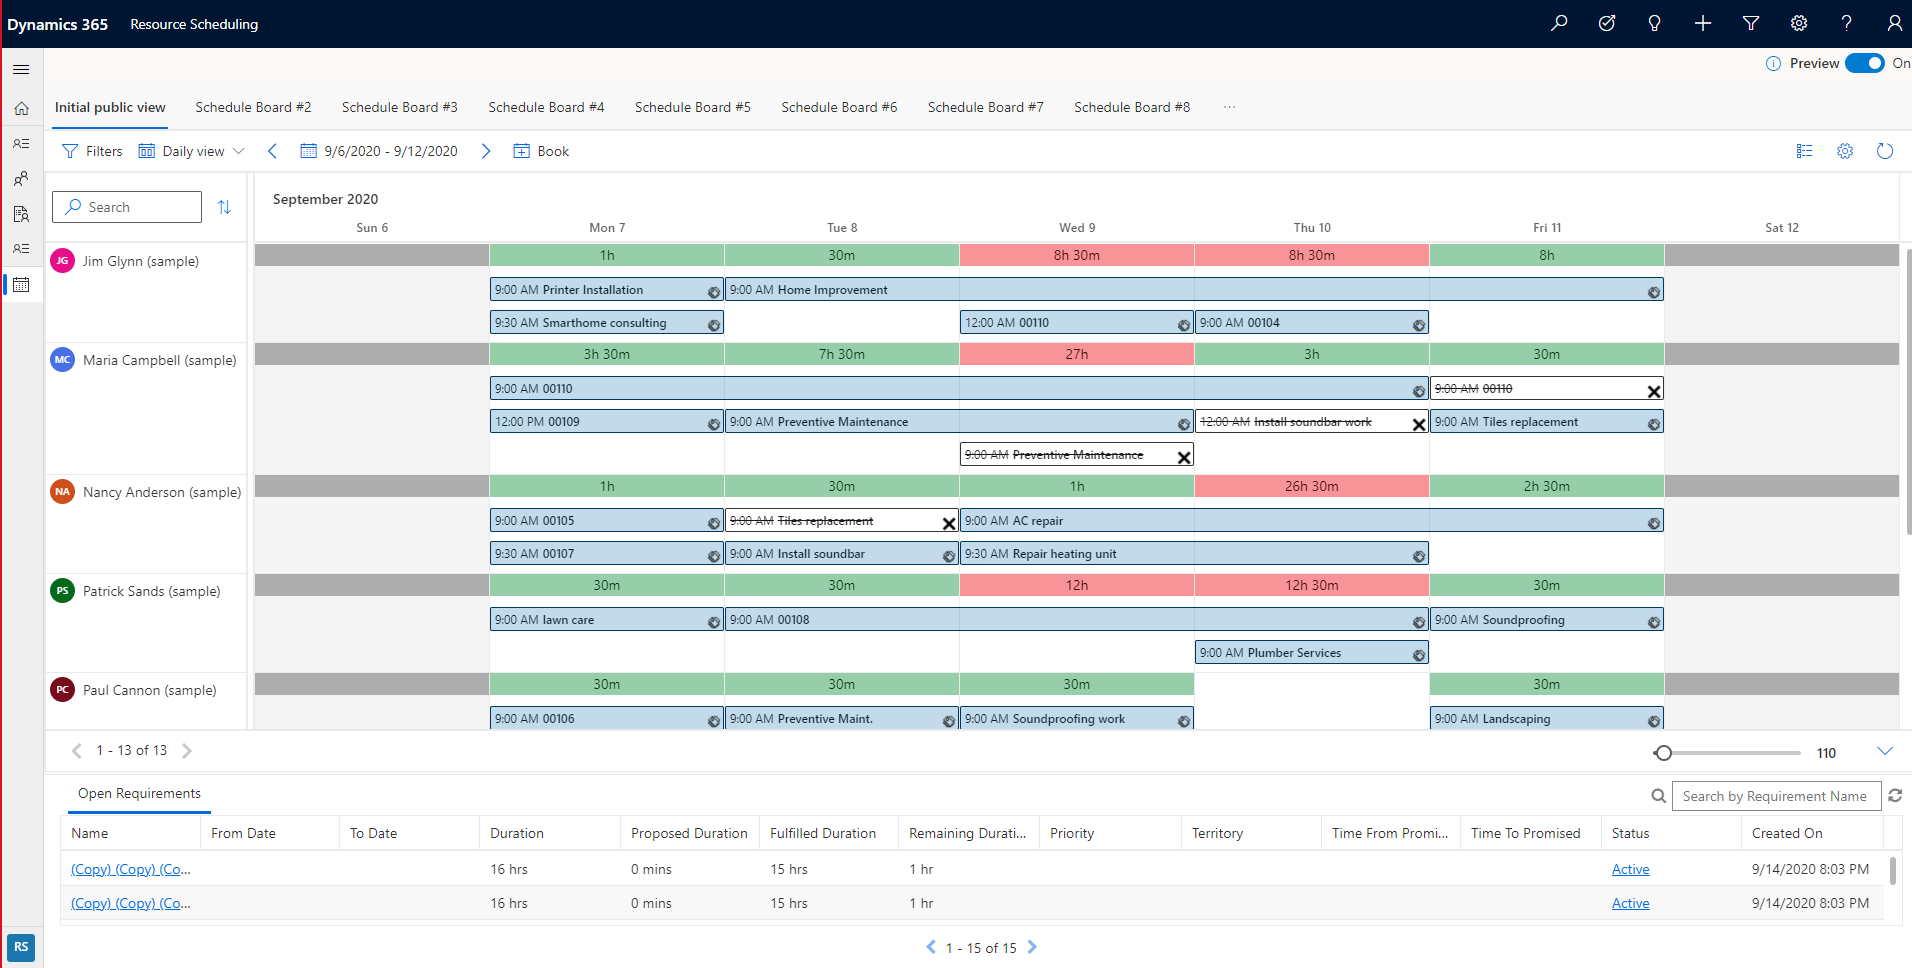 Dynamics 365 Resource Scheduling
Preview On
Initial public view Schedule Board #2 Schedule Board #3 Schedule Board #4 Schedule Board #5 Schedule Board #6 Schedule Board #7 Schedule Board #8 ...
Filters Daily view 9/6/2020 - 9/12/2020 Book
Search
September 2020
Sun 6 Mon 7 Tue 8 Wed 9 Thu 10 Fri 11 Sat 12
JG Jim Glynn (sample)
1h 30m 8h 30m 8h 30m 8h
9:00 AM Printer Installation 9:00 AM Home Improvement
9:30 AM Smarthome consulting 12:00 AM 00110 9:00 AM 00104
MC Maria Campbell (sample)
3h 30m 7h 30m 27h 3h 30m
9:00 AM 00110 9:00 AM 00110
12:00 PM 00109 9:00 AM Preventive Maintenance 12:00 AM Install soundbar work 9:00 AM Tiles replacement
9:00 AM Preventive Maintenance
NA Nancy Anderson (sample)
1h 30m 1h 26h 30m 2h 30m
9:00 AM 00105 9:00 AM Tiles replacement 9:00 AM AC repair
9:30 AM 00107 9:00 AM Install soundbar 9:30 AM Repair heating unit
PS Patrick Sands (sample)
30m 30m 12h 12h 30m 30m
9:00 AM lawn care 9:00 AM 00108 9:00 AM Soundproofing
9:00 AM Plumber Services
PC Paul Cannon (sample)
30m 30m 30m 30m
9:00 AM 00106 9:00 AM Preventive Maint. 9:00 AM Soundproofing work 9:00 AM Landscaping
1 - 13 of 13 110
Open Requirements Search by Requirement Name
Name From Date To Date Duration Proposed Duration Fulfilled Duration Remaining Durati... Priority Territory Time From Promi... Time To Promised Status Created On
(Copy) (Copy) (Co... 16 hrs 0 mins 15 hrs 1 hr Active 9/14/2020 8:03 PM
(Copy) (Copy) (Co... 16 hrs 0 mins 15 hrs 1 hr Active 9/14/2020 8:03 PM
RS
1 - 15 of 15